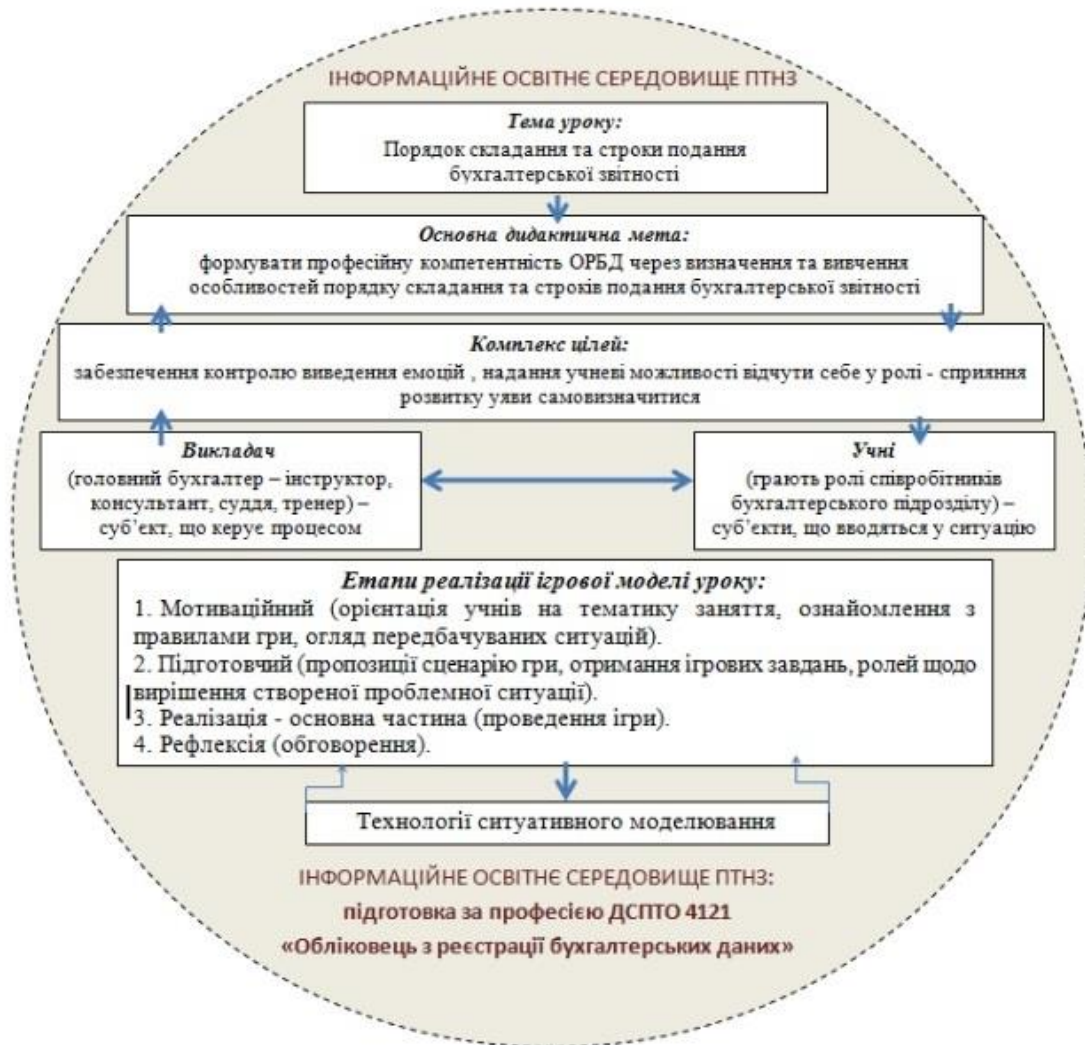 ІНФОРМАЦІЙНЕ ОСВІТНЄ СЕРЕДОВИЩЕ ПТНЗ
Тема уроку:
Порядок складання та строки подання
бухгалтерської звітності
Основна дидактична мета:
формувати професійну компетентність ОРБД через визначення та вивчення
особливостей порядку складання та строків подання бухгалтерської звітності
Комплекс цілей:
забезпечення контролю виведення емоцій , надання учневі можливості відчути себе у ролі - сприяння
розвитку уяви самовизначитися
Викладач
(головний бухгалтер – інструктор,
консультант, суддя, тренер) –
суб’єкт, що керує процесом
Учні
(грають ролі співробітників
бухгалтерського підрозділу) –
суб’єкти, що вводяться у ситуацію
Етапи реалізації ігрової моделі уроку:
1. Мотиваційний (орієнтація учнів на тематику заняття, ознайомлення з
правилами гри, огляд передбачуваних ситуацій).
2. Підготовчий (пропозиції сценарію гри, отримання ігрових завдань, ролей щодо
вирішення створеної проблемної ситуації).
3. Реалізація - основна частина (проведення ігри).
4. Рефлексія (обговорення).
Технології ситуативного моделювання
ІНФОРМАЦІЙНЕ ОСВІТНЄ СЕРЕДОВИЩЕ ПТНЗ:
підготовка за професією ДСПТО 4121
«Обліковець з реєстрації бухгалтерських даних»